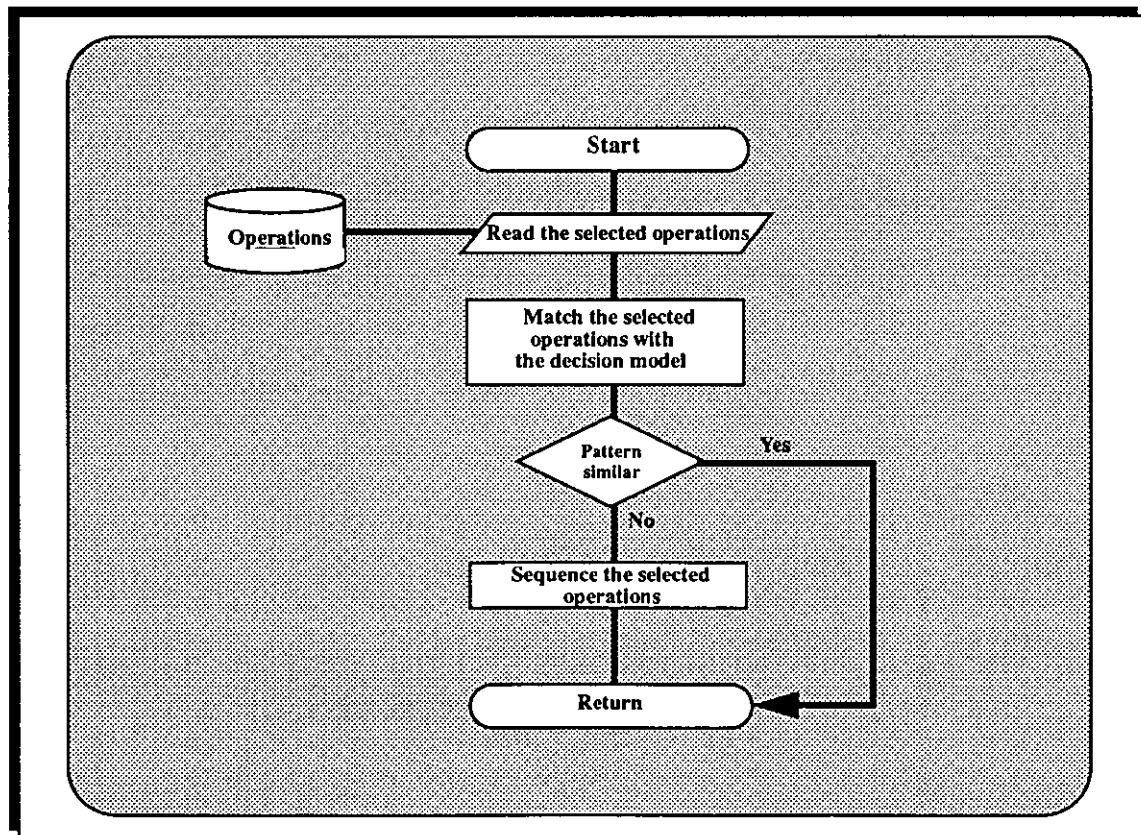 Start
Operations
Read the selected operations
Match the selected
operations with
the decision model
Pattern
similar
Yes
No
Sequence the selected
operations
Return